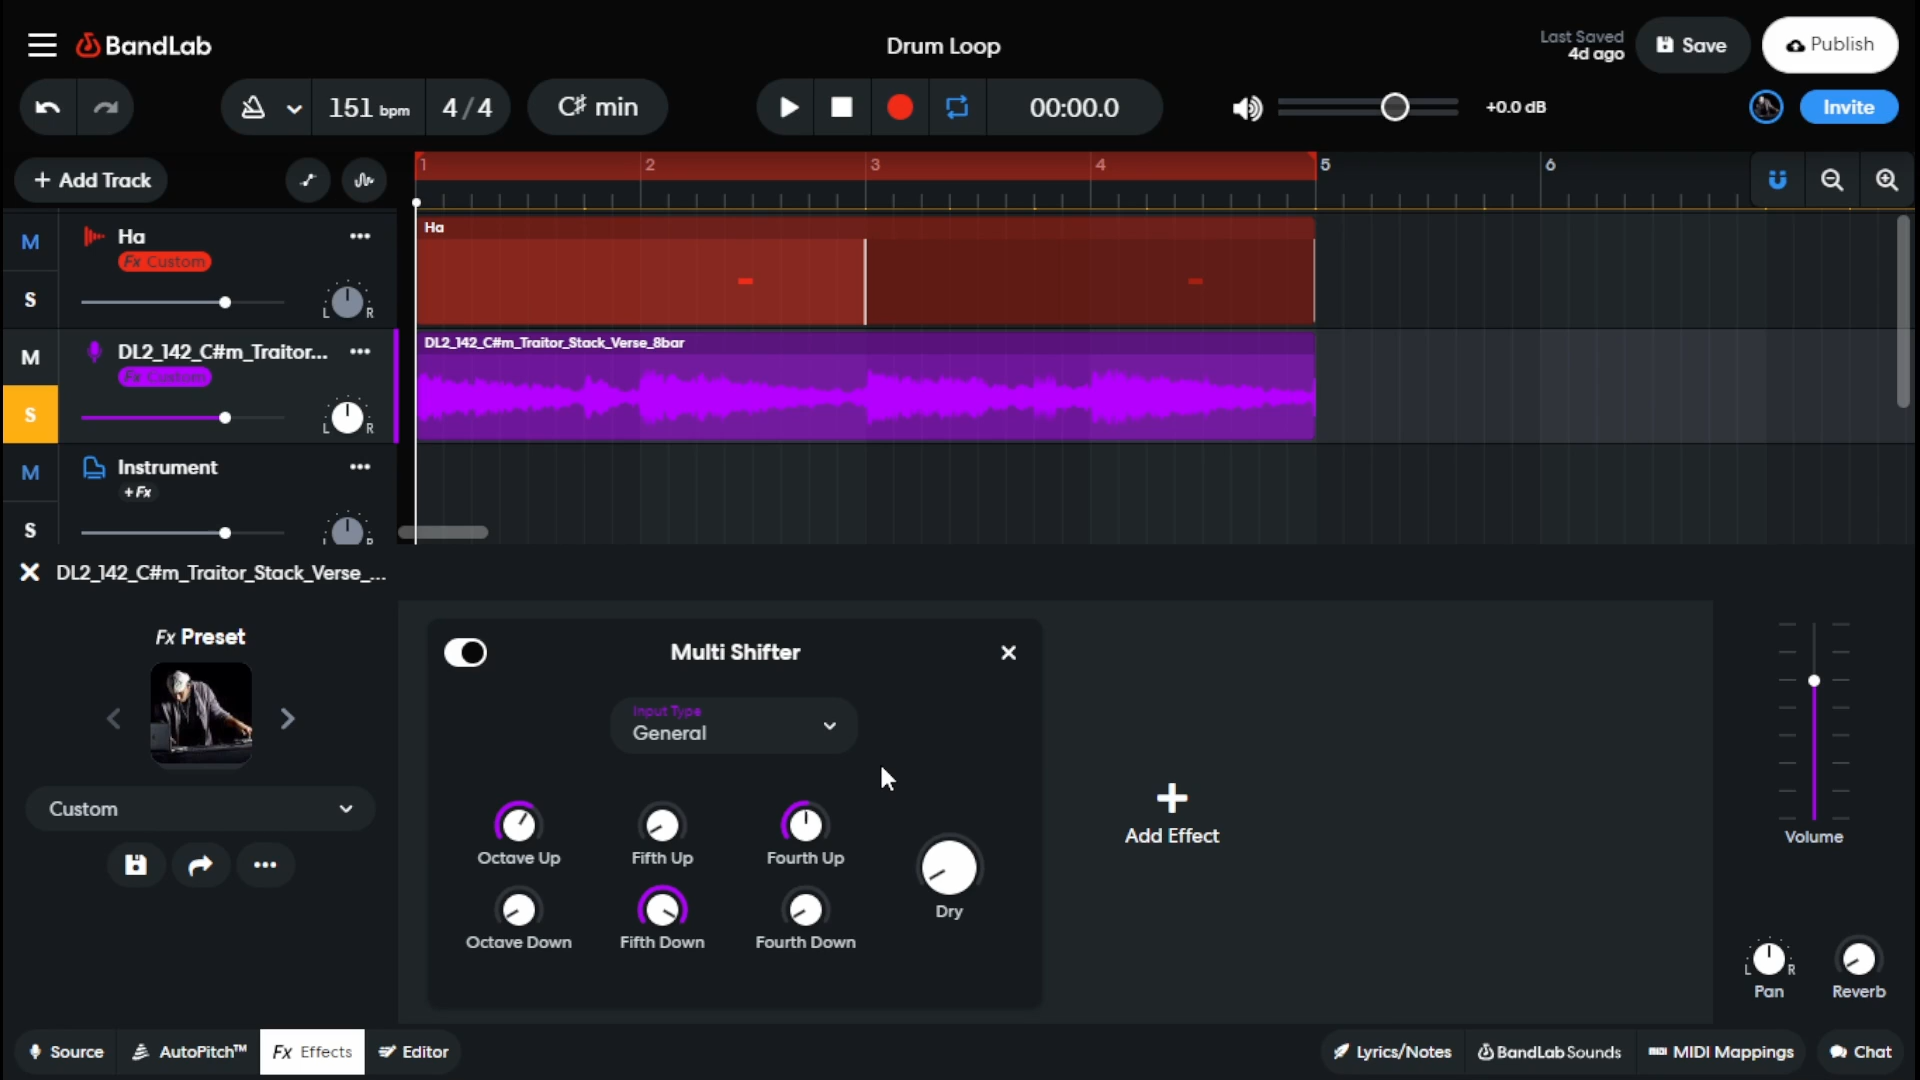 BandLab
Drum Loop
Last Saved
4d ago
Save
Publish
151 bpm
4/4
C♯ min
00:00.0
+0.0 dB
Invite
+ Add Track
1 2 3 4 5 6
M
Ha
Fx Custom
S
L R
Ha
M
DL2_142_C#m_Traitor...
Fx Custom
S
L R
DL2_142_C#m_Traitor_Stack_Verse_8bar
M
Instrument
+Fx
S
DL2_142_C#m_Traitor_Stack_Verse_...
Fx Preset
Custom
Multi Shifter
Input Type
General
Octave Up
Fifth Up
Fourth Up
Octave Down
Fifth Down
Fourth Down
Dry
Add Effect
Volume
L R
Pan
Reverb
Source
AutoPitch™
Fx Effects
Editor
Lyrics/Notes
BandLab Sounds
MIDI MIDI Mappings
Chat